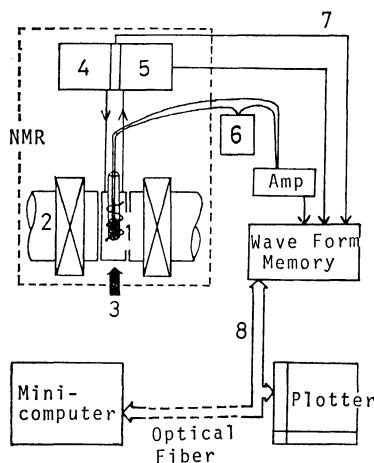 7
4
5
NMR
6
Amp
2
1
Wave Form
Memory
3
8
Mini-
computer
Plotter
Optical
Fiber